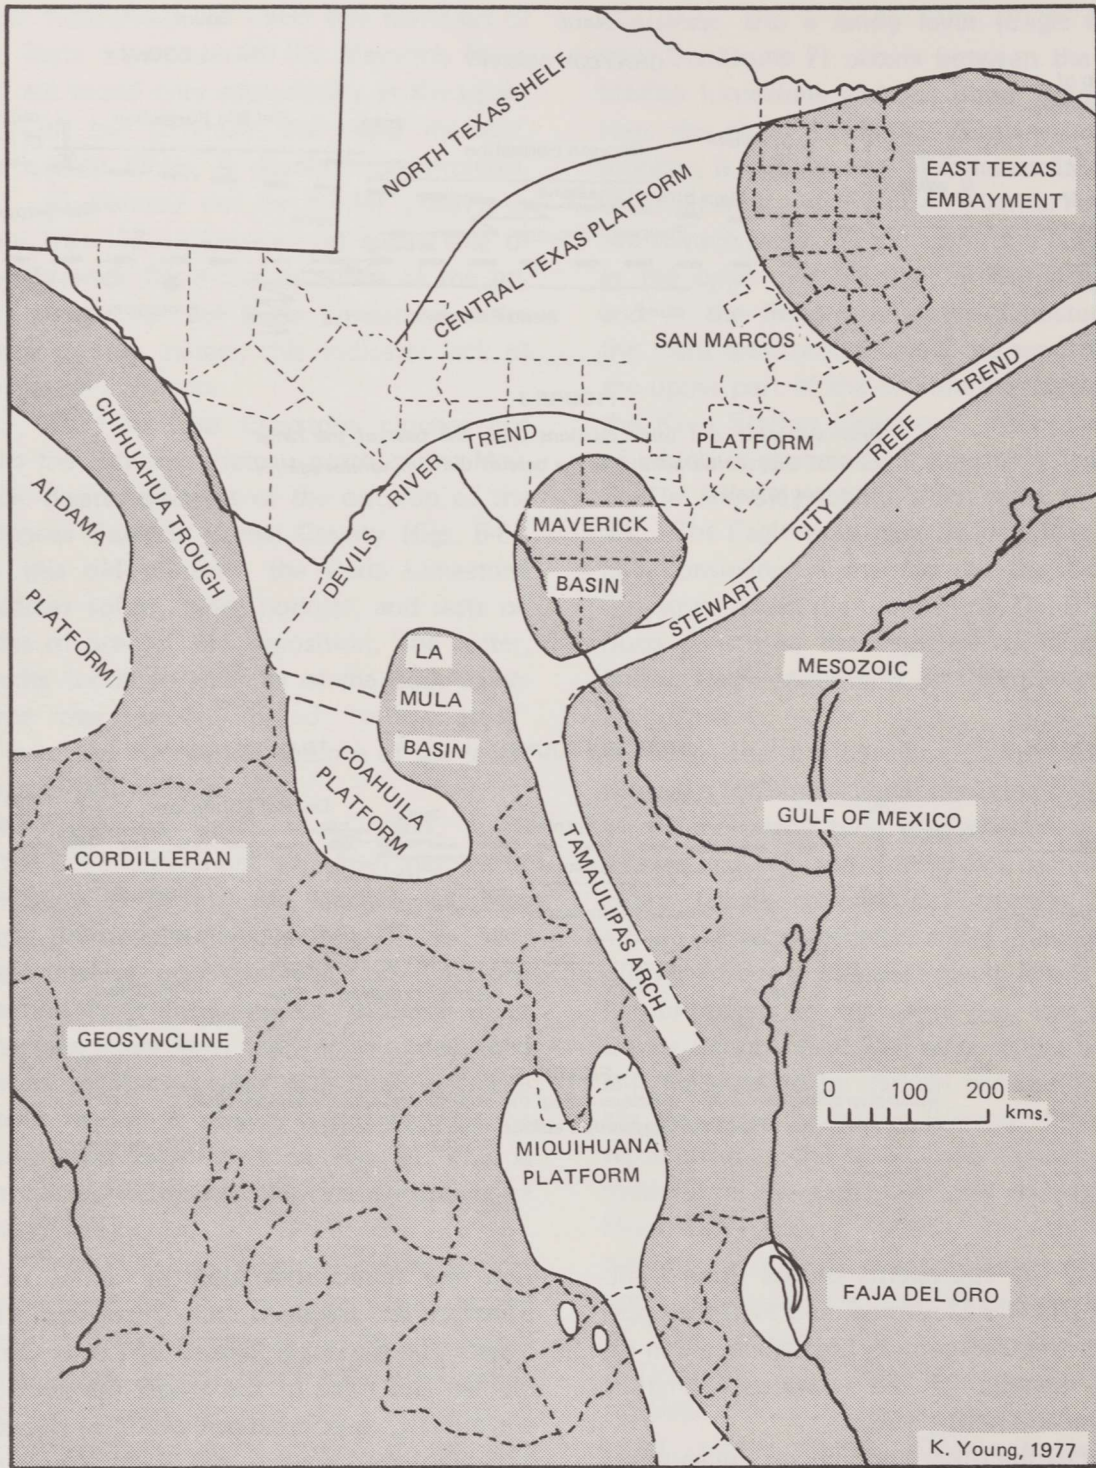 NORTH TEXAS SHELF
CENTRAL TEXAS PLATFORM
EAST TEXAS
EMBAYMENT
SAN MARCOS
PLATFORM
CHIHUAHUA TROUGH
DEVILS RIVER TREND
STEWART CITY REEF TREND
ALDAMA
PLATFORM
MAVERICK
BASIN
LA
MULA
BASIN
MESOZOIC
GULF OF MEXICO
COAHUILA
PLATFORM
CORDILLERAN
GEOSYNCLINE
TAMAULIPAS ARCH
0 100 200
kms.
MIQUIHUANA
PLATFORM
FAJA DEL ORO
K. Young, 1977